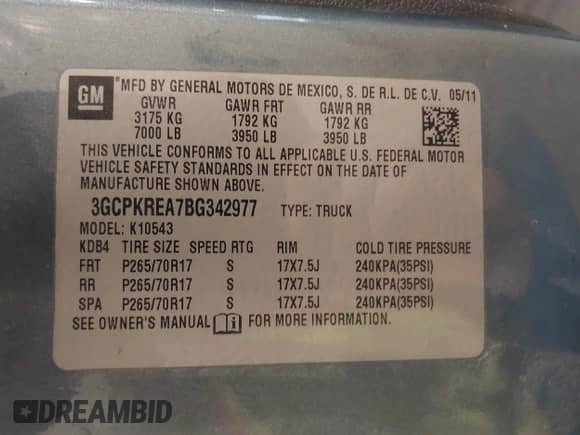 GM ®MFD BY GENERAL MOTORS DE MEXICO, S. DE R.L. DE C.V. 05/11
GVWR GAWR FRT GAWR RR
3175 KG 1792 KG 1792 KG
7000 LB 3950 LB 3950 LB
THIS VEHICLE CONFORMS TO ALL APPLICABLE U.S. FEDERAL MOTOR
VEHICLE SAFETY STANDARDS IN EFFECT ON THE DATE OF
MANUFACTURE SHOWN ABOVE.
3GCPKREA7BG342977 TYPE: TRUCK
MODEL: K10543
KDB4 TIRE SIZE SPEED RTG RIM COLD TIRE PRESSURE
FRT P265/70R17 S 17X7.5J 240KPA(35PSI)
RR P265/70R17 S 17X7.5J 240KPA(35PSI)
SPA P265/70R17 S 17X7.5J 240KPA(35PSI)
SEE OWNER'S MANUAL FOR MORE INFORMATION.
DREAMBID